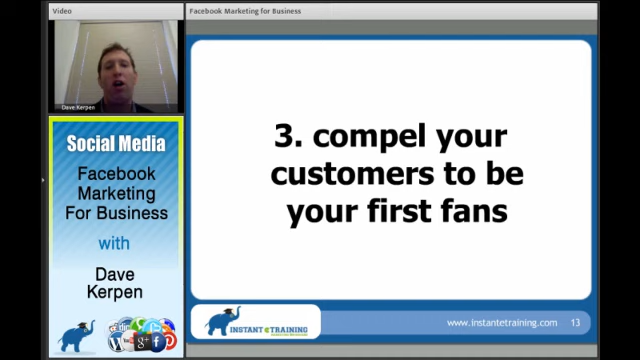 Video
Facebook Marketing for Business
Dave Kerpen
Social Media
Facebook
Marketing
For Business
with
Dave
Kerpen
3. compel your
customers to be
your first fans
INSTANT eTRAINING
www.instantetraining.com 13